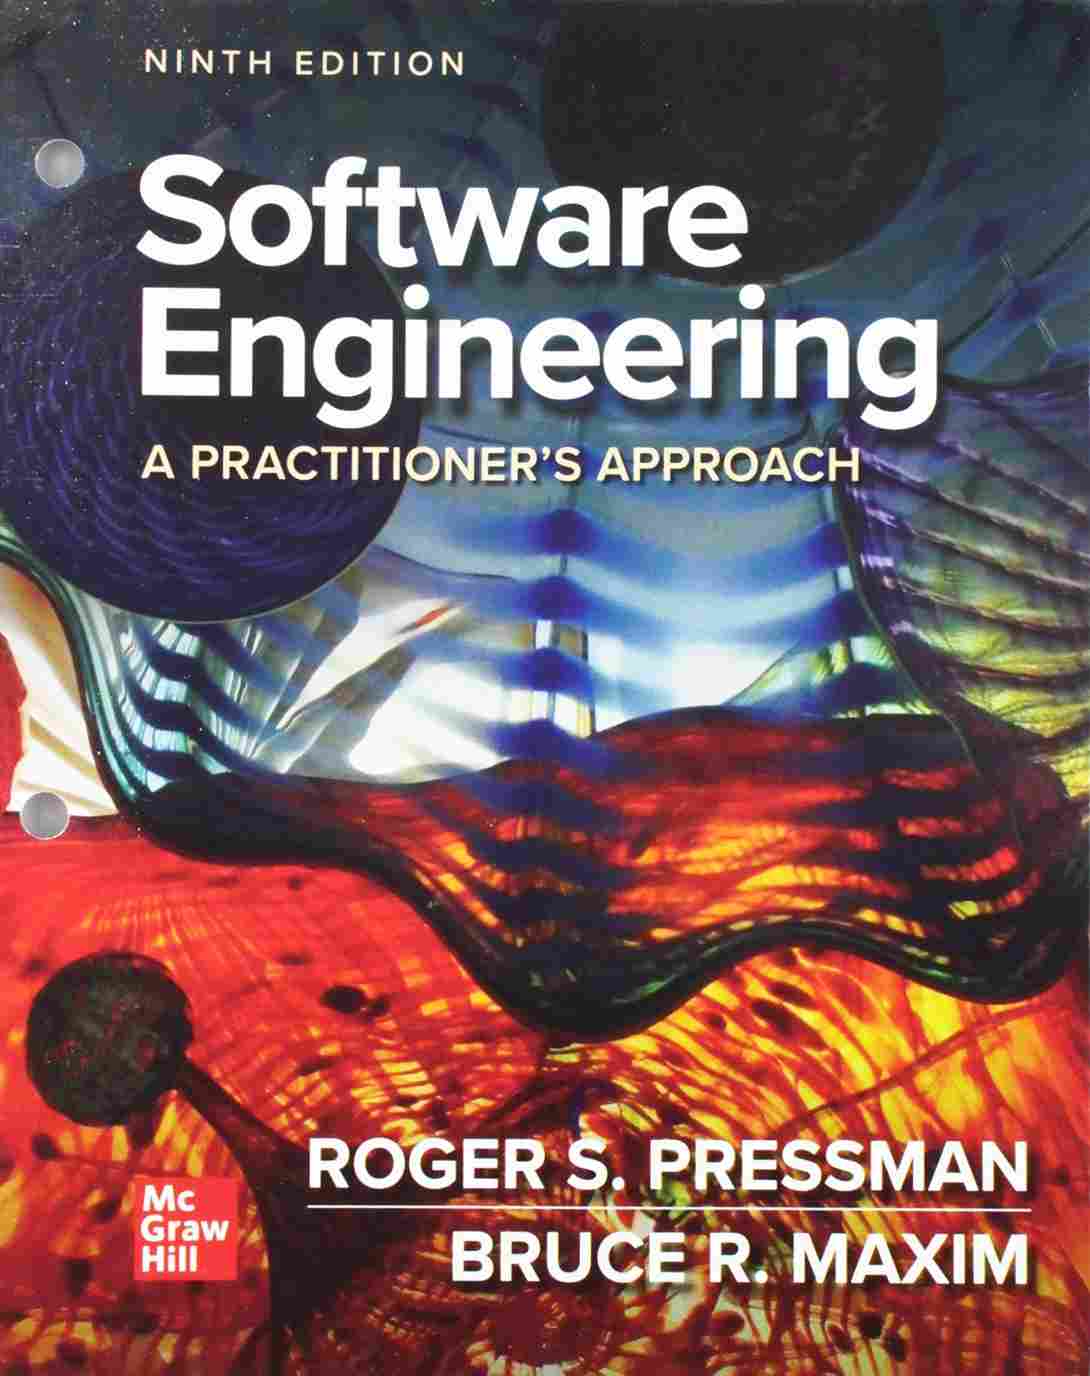 NINTH EDITION
Software
Engineering
A PRACTITIONER'S APPROACH
ROGER S. PRESSMAN
BRUCE R. MAXIM
Mc
Graw
Hill